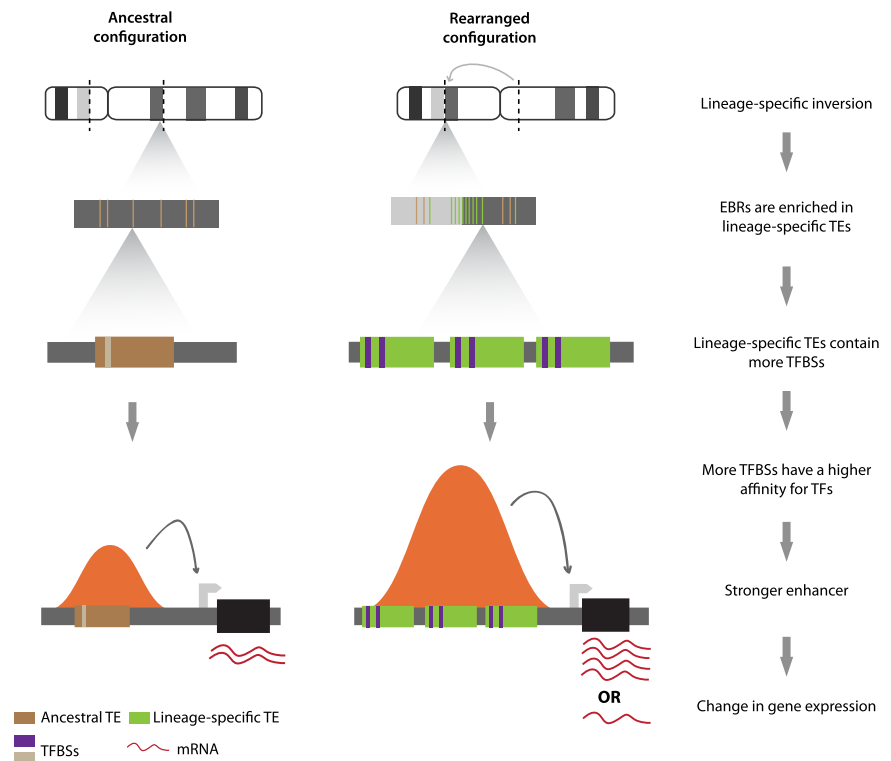 Ancestral
configuration
Rearranged
configuration
Lineage-specific inversion
EBRs are enriched in
lineage-specific TEs
Lineage-specific TEs contain
more TFBSs
More TFBSs have a higher
affinity for TFs
Stronger enhancer
OR
Change in gene expression
Ancestral TE
Lineage-specific TE
TFBSs
mRNA